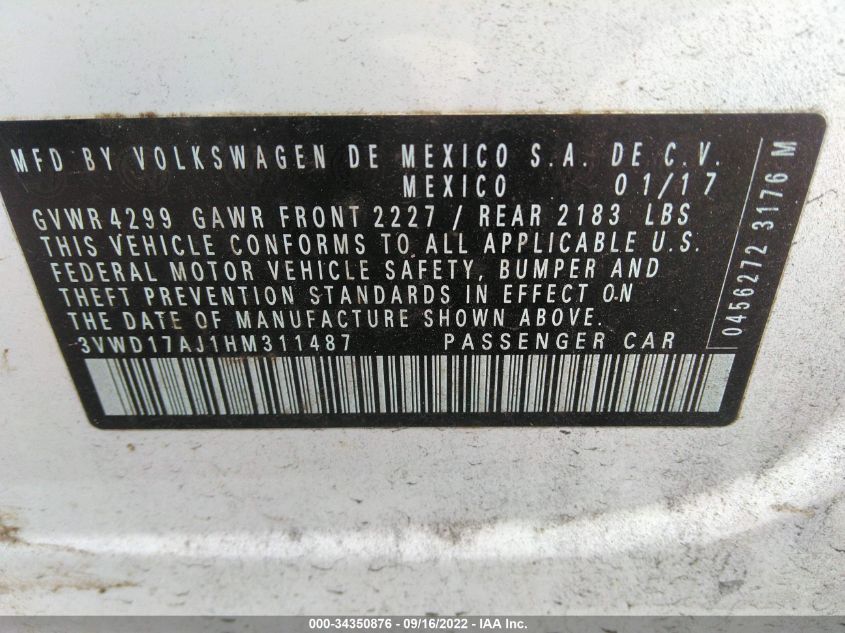 MFD BY VOLKSWAGEN DE MEXICO S.A. DE C.V.
MEXICO 01/17
GVWR 4299 GAWR FRONT 2227 / REAR 2183 LBS
THIS VEHICLE CONFORMS TO ALL APPLICABLE U.S.
FEDERAL MOTOR VEHICLE SAFETY, BUMPER AND
THEFT PREVENTION STANDARDS IN EFFECT ON
THE DATE OF MANUFACTURE SHOWN ABOVE.
3VWD17AJ1HM311487 PASSENGER CAR
0456272 3176 M
000-34350876 - 09/16/2022 - IAA Inc.